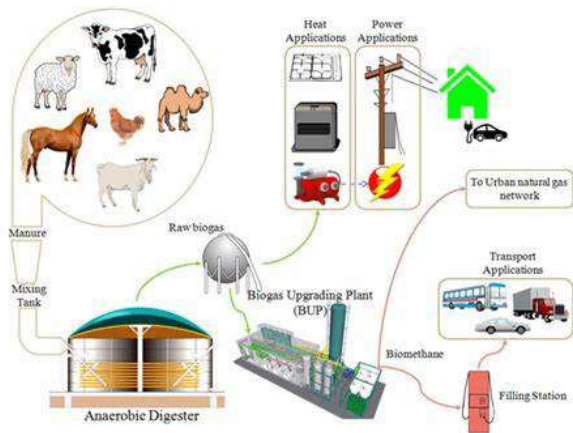 Heat
Applications
Power
Applications
To Urban natural gas
network
Manure
Raw biogas
Mixing
Tank
Transport
Applications
Biogas Upgrading Plant
(BUP)
Biomethane
Filling Station
Anaerobic Digester